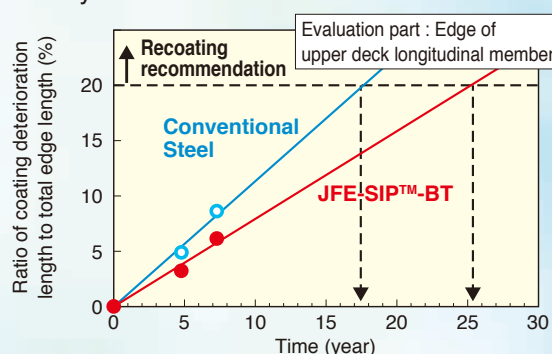 Evaluation part : Edge of
upper deck longitudinal member
Recoating
recommendation
Ratio of coating deterioration
length to total edge length (%)
20
15
10
5
0
Conventional
Steel
JFE-SIP™-BT
0 5 10 15 20 25 30
Time (year)